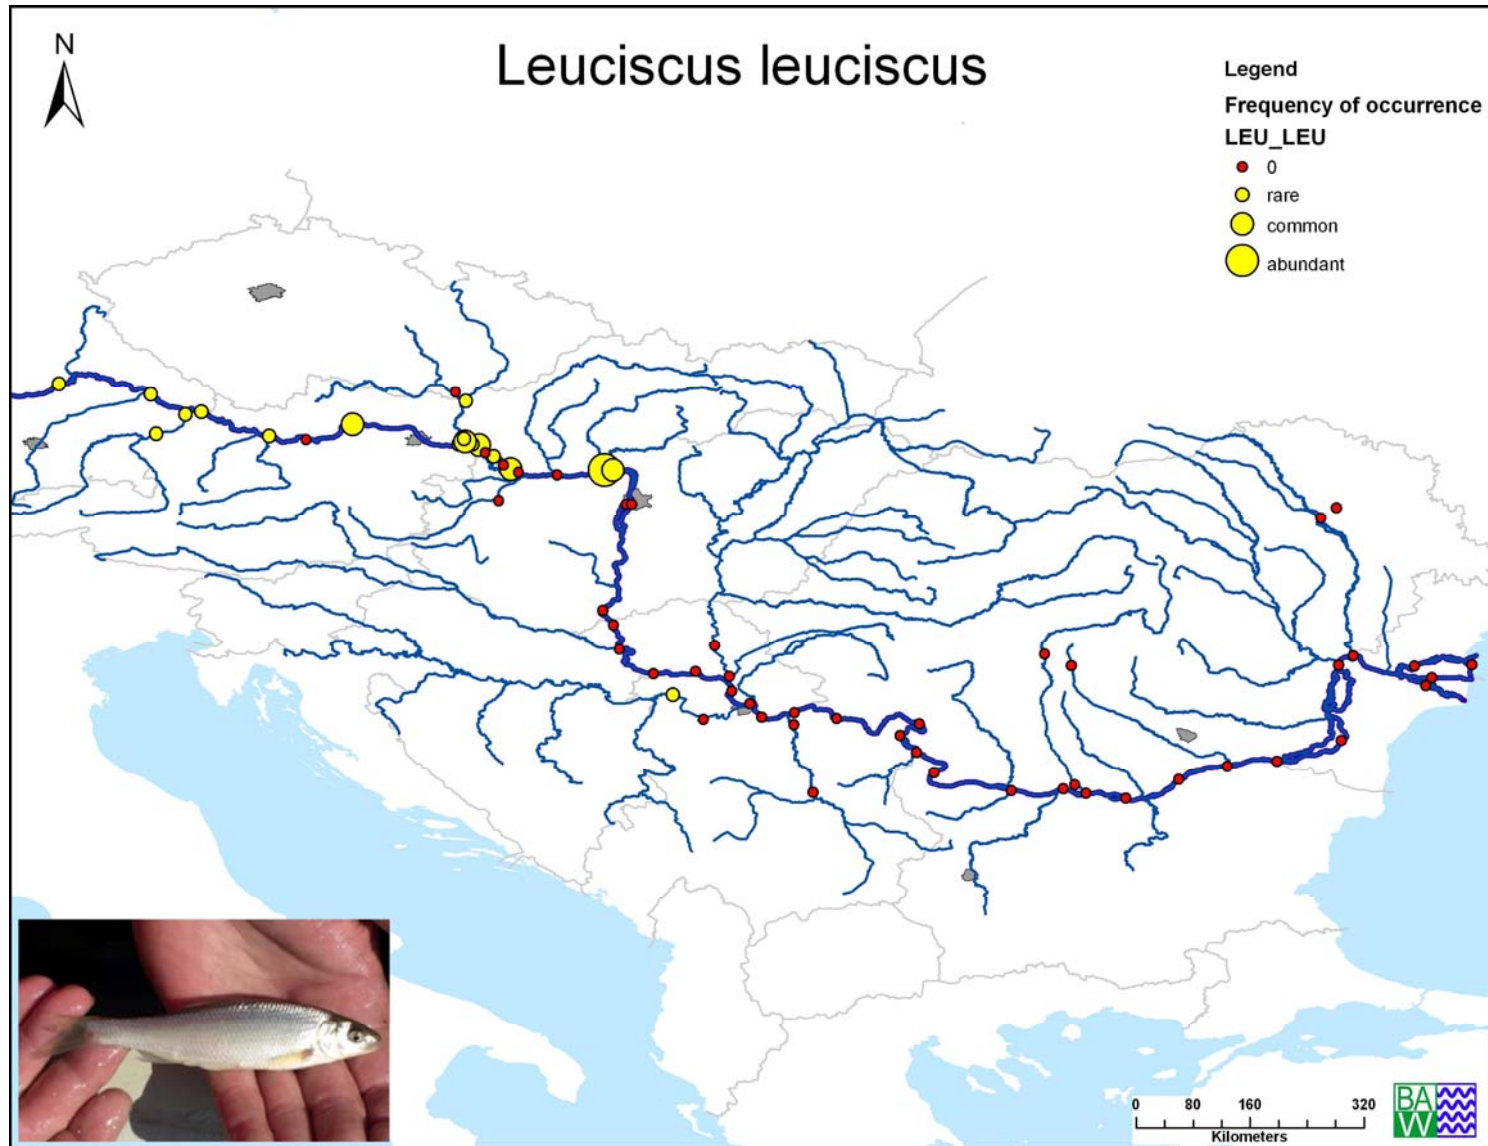 N
Leuciscus leuciscus
Legend
Frequency of occurrence
LEU_LEU
0
rare
common
abundant
0 80 160 320
Kilometers
BA
W